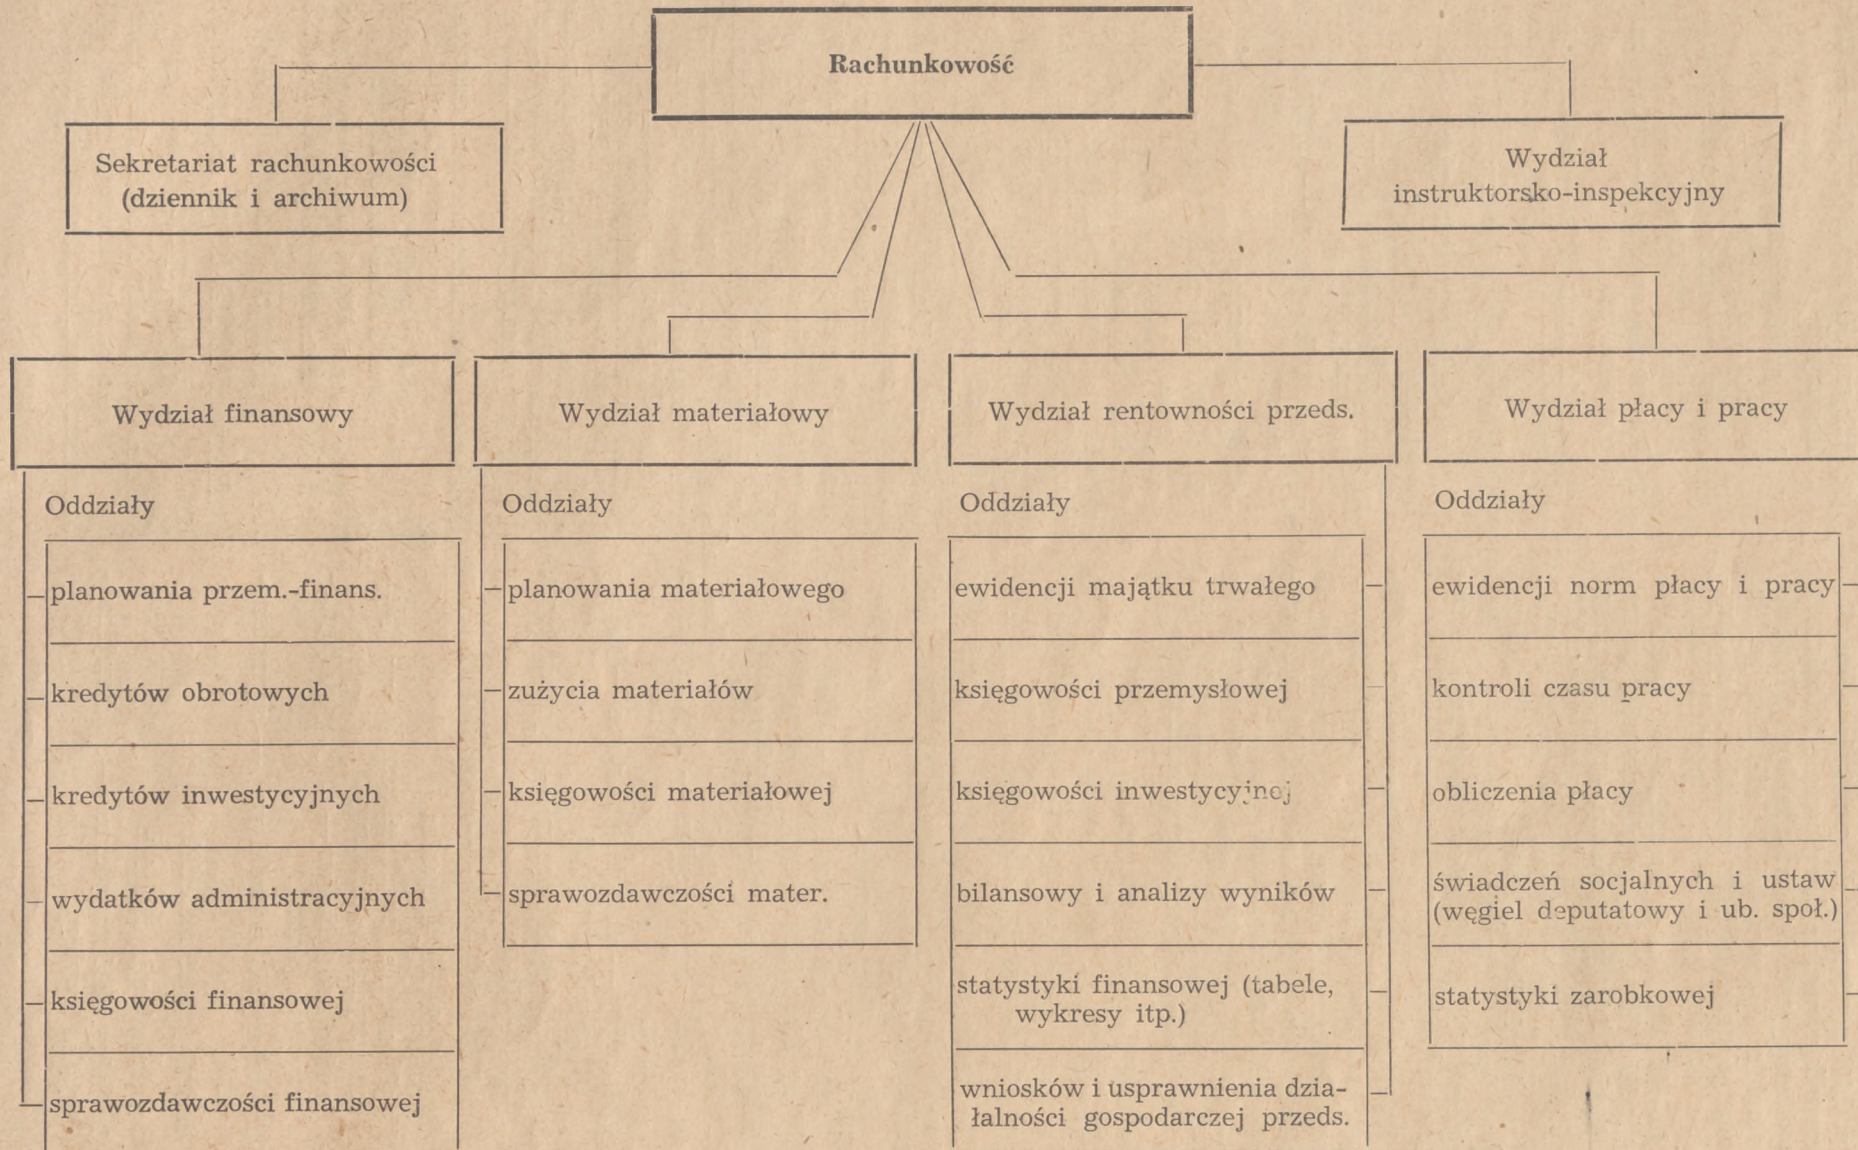 Rachunkowość
Sekretariat rachunkowości
(dziennik i archiwum)
Wydział
instruktorsko-inspekcyjny
Wydział finansowy
Oddziały
planowania przem.-finans.
kredytów obrotowych
kredytów inwestycyjnych
wydatków administracyjnych
księgowości finansowej
sprawozdawczości finansowej
Wydział materiałowy
Oddziały
planowania materiałowego
zużycia materiałów
księgowości materiałowej
sprawozdawczości mater.
Wydział rentowności przeds.
Oddziały
ewidencji majątku trwałego
księgowości przemysłowej
księgowości inwestycyjnej
bilansowy i analizy wyników
statystyki finansowej (tabele,
wykresy itp.)
wniosków i usprawnienia dzia-
łalności gospodarczej przeds.
Wydział płacy i pracy
Oddziały
ewidencji norm płacy i pracy
kontroli czasu pracy
obliczenia płacy
świadczeń socjalnych i ustaw
(węgiel deputatowy i ub. społ.)
statystyki zarobkowej